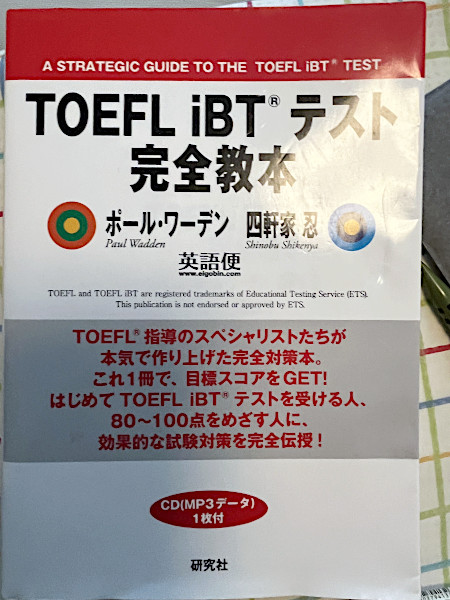 A STRATEGIC GUIDE TO THE TOEFL iBT® TEST
TOEFL iBT® テスト
完全教本
ポール・ワーデン 四軒家 忍
Paul Wadden Shinobu Shikenya
英語便
www.eigobin.com
TOEFL and TOEFL iBT are registered trademarks of Educational Testing Service (ETS).
This publication is not endorsed or approved by ETS.
TOEFL®指導のスペシャリストたちが
本気で作り上げた完全対策本。
これ1冊で、目標スコアをGET!
はじめてTOEFL iBT®テストを受ける人、
80〜100点をめざす人に、
効果的な試験対策を完全伝授!
CD(MP3データ)
1枚付
研究社